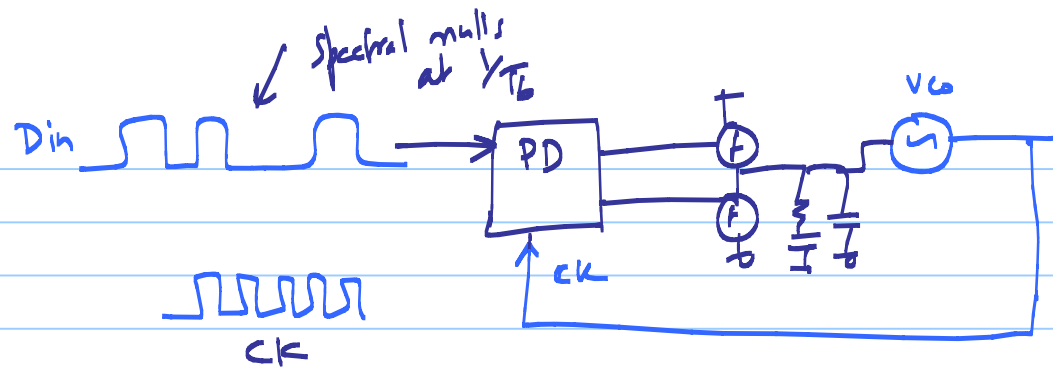 Spectral nulls
at 1/Tb
VCO
Din
PD
CK
CK